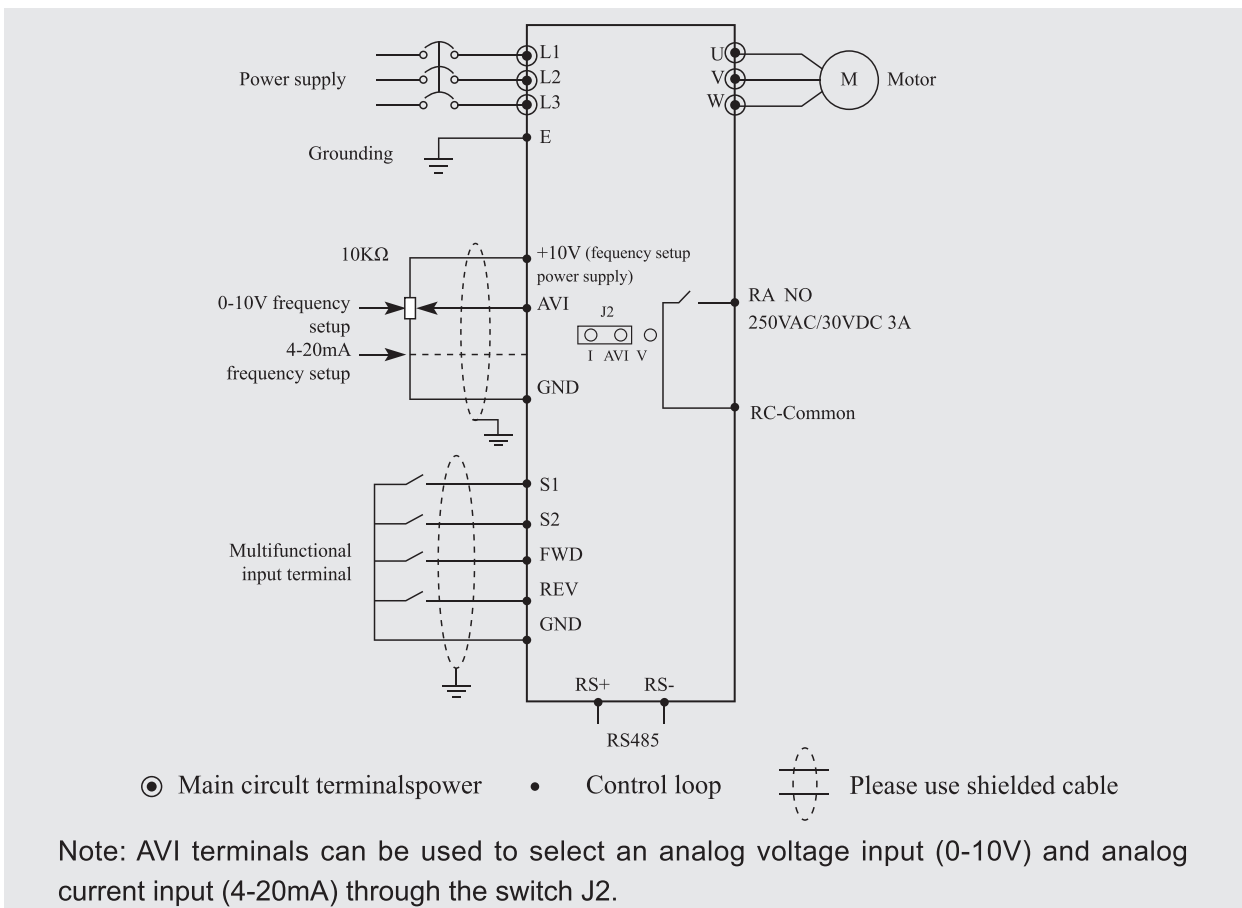 L1
L2
L3
Power supply
E
Grounding
U
V
W
M
Motor
10KΩ
+10V (fequency setup
power supply)
0-10V frequency
setup
AVI
4-20mA
frequency setup
GND
J2
I AVI V
RA NO
250VAC/30VDC 3A
RC-Common
S1
S2
Multifunctional
input terminal
FWD
REV
GND
RS+ RS-
RS485
Main circult terminalspower
Control loop
Please use shielded cable
Note: AVI terminals can be used to select an analog voltage input (0-10V) and analog
current input (4-20mA) through the switch J2.